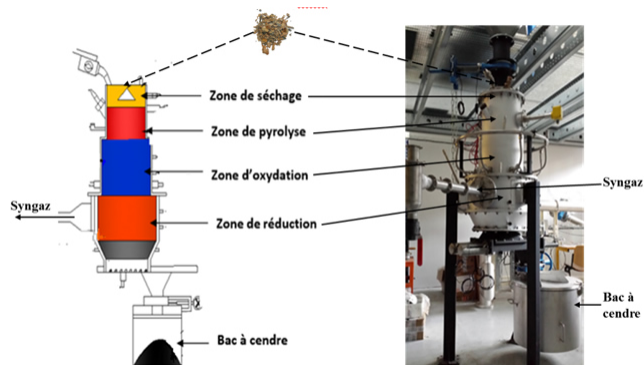 Zone de séchage
Zone de pyrolyse
Zone d'oxydation
Syngaz
Syngaz
Zone de réduction
Bac à cendre
Bac à
cendre